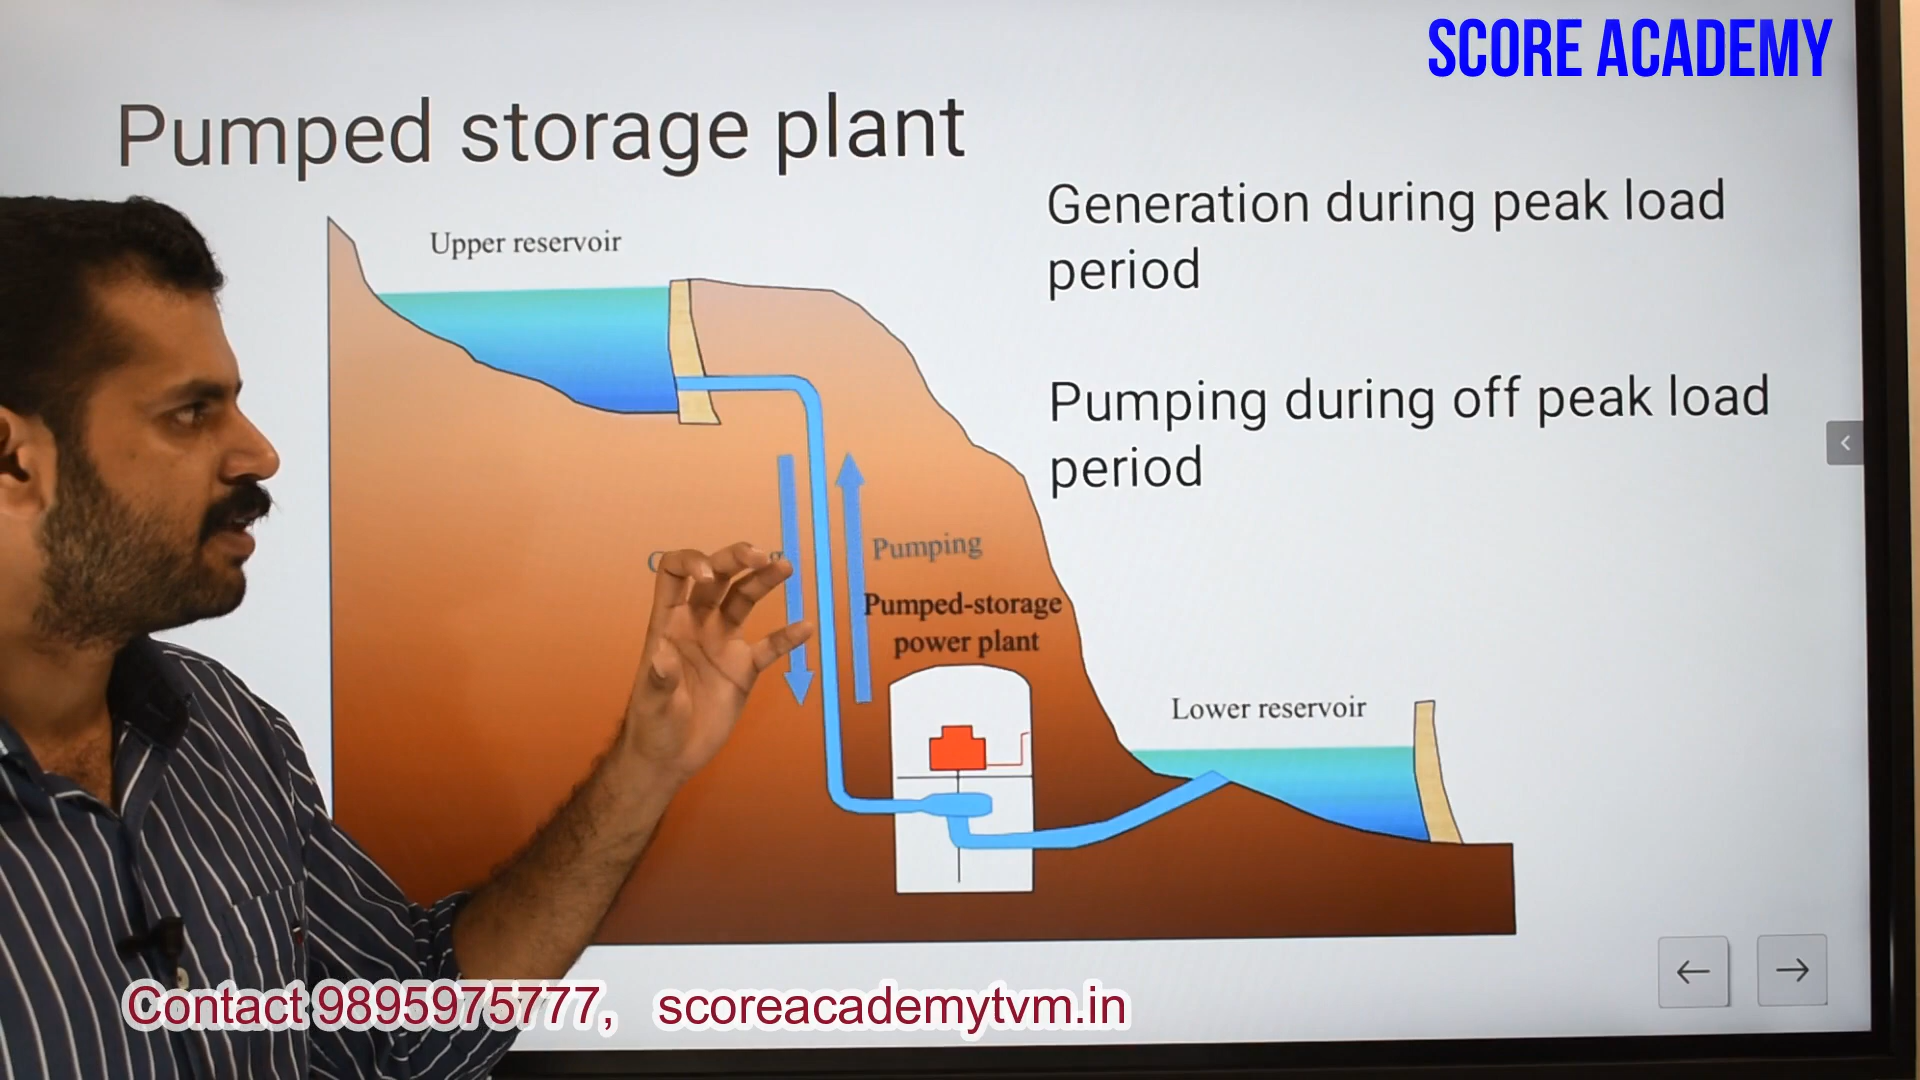 SCORE ACADEMY
Pumped storage plant
Generation during peak load
period
Upper reservoir
Pumping during off peak load
period
Pumping
Pumped-storage
power plant
Lower reservoir
Contact 9895975777, scoreacademytvm.in